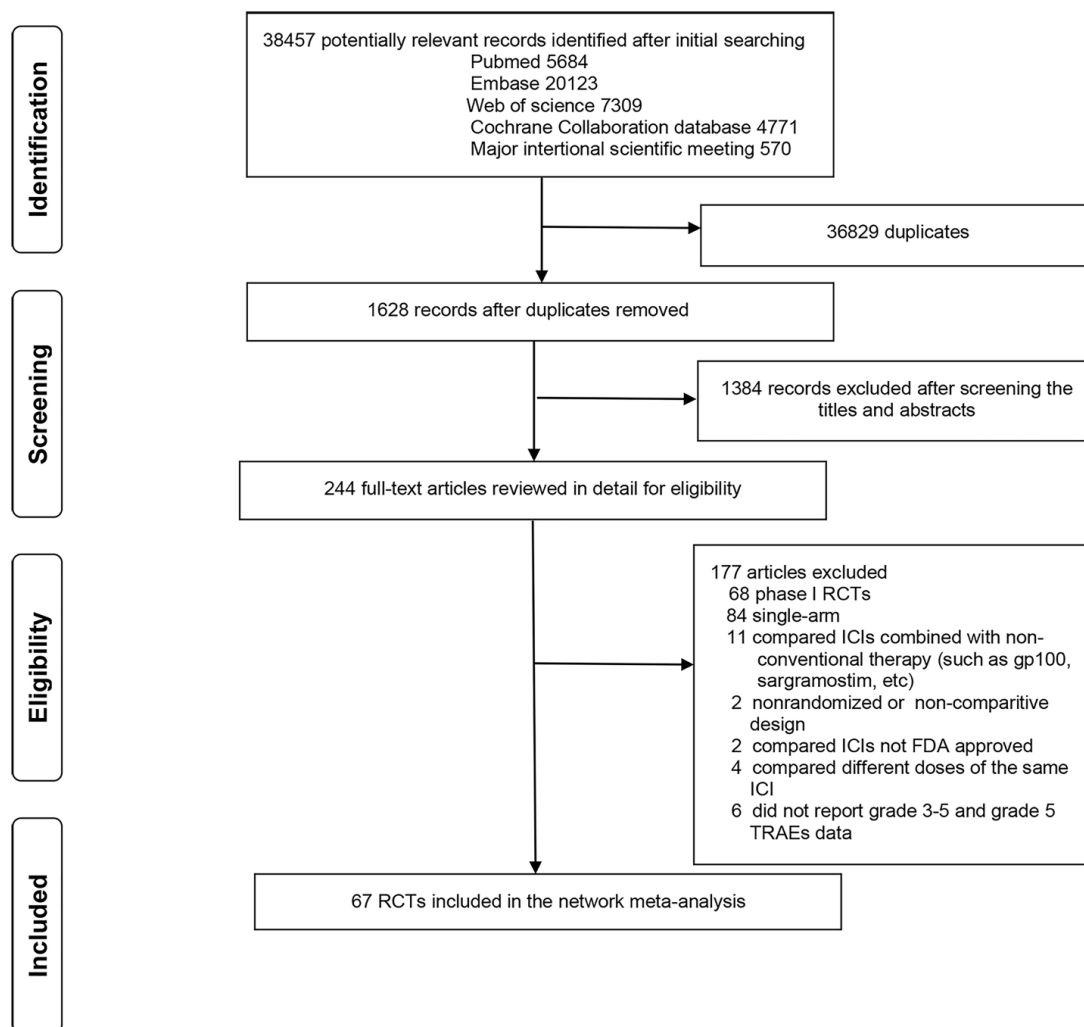 Identification
38457 potentially relevant records identified after initial searching
Pubmed 5684
Embase 20123
Web of science 7309
Cochrane Collaboration database 4771
Major intertional scientific meeting 570
36829 duplicates
Screening
1628 records after duplicates removed
1384 records excluded after screening the
titles and abstracts
244 full-text articles reviewed in detail for eligibility
Eligibility
177 articles excluded
68 phase I RCTs
84 single-arm
11 compared ICIs combined with non-
conventional therapy (such as gp100,
sargramostim, etc)
2 nonrandomized or non-comparitive
design
2 compared ICIs not FDA approved
4 compared different doses of the same
ICI
6 did not report grade 3-5 and grade 5
TRAEs data
Included
67 RCTs included in the network meta-analysis